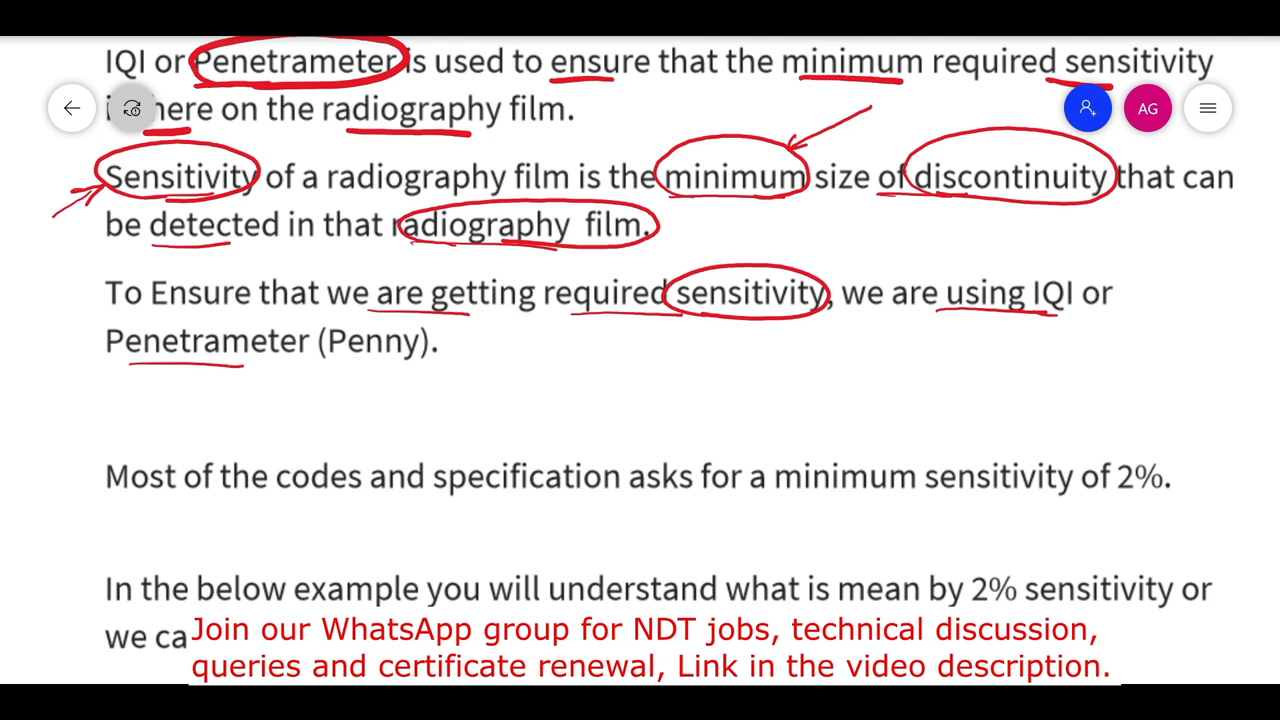 IQI or Penetrameter is used to ensure that the minimum required sensitivity
here on the radiography film.
AG
Sensitivity of a radiography film is the minimum size of discontinuity that can
be detected in that radiography film.
To Ensure that we are getting required sensitivity, we are using IQI or
Penetrameter (Penny).
Most of the codes and specification asks for a minimum sensitivity of 2%.
In the below example you will understand what is mean by 2% sensitivity or
we ca
Join our WhatsApp group for NDT jobs, technical discussion,
queries and certificate renewal, Link in the video description.